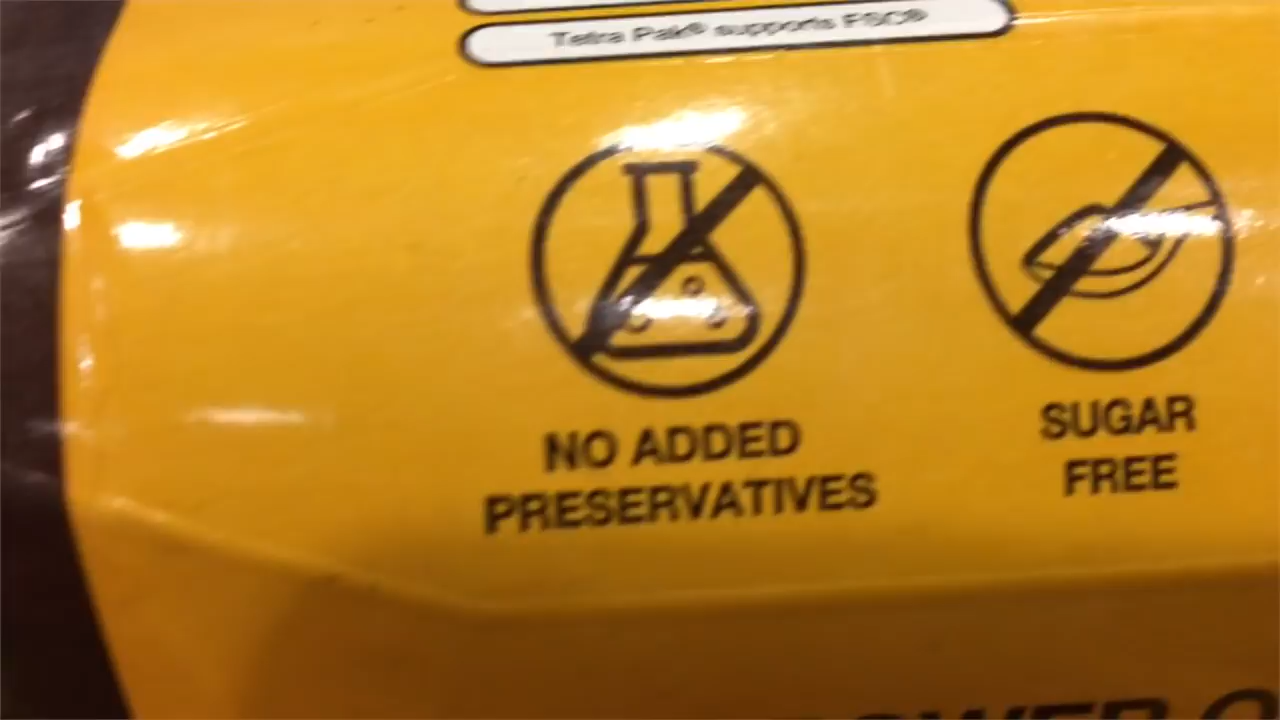 Tetra Pak® supports FSC®
NO ADDED
PRESERVATIVES
SUGAR
FREE